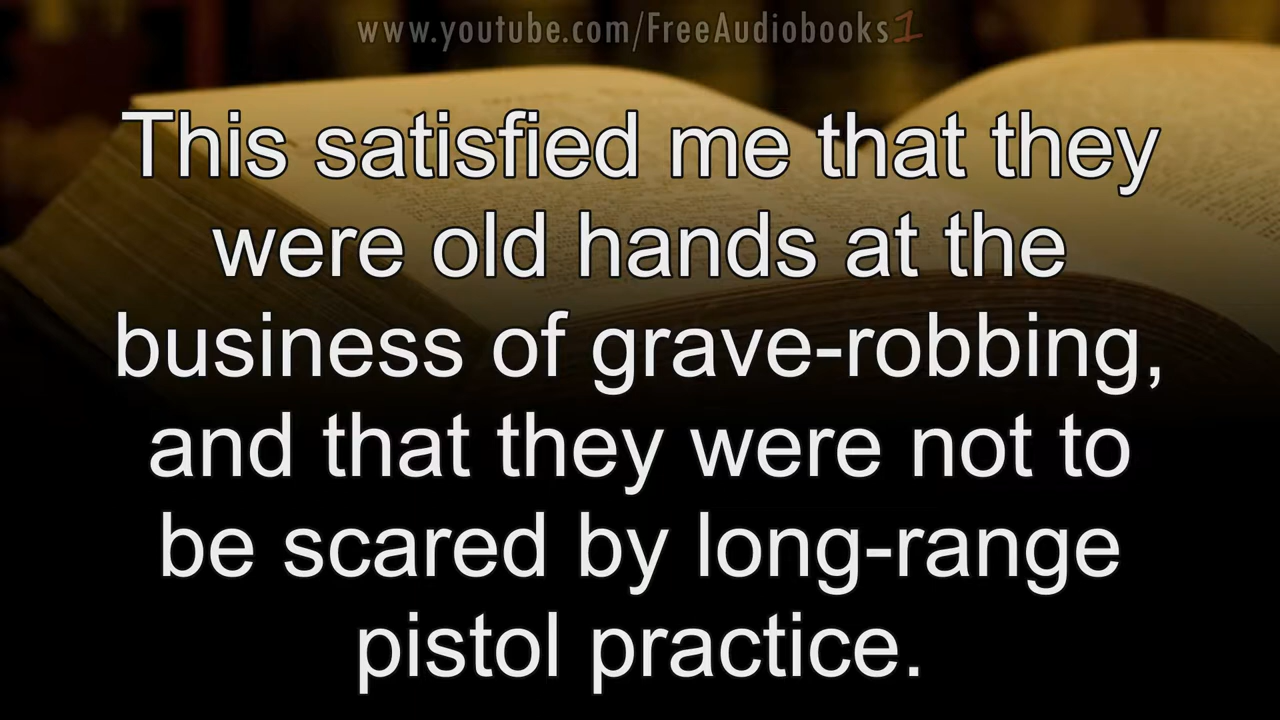 www.youtube.com/FreeAudiobooks1
This satisfied me that they
were old hands at the
business of grave-robbing,
and that they were not to
be scared by long-range
pistol practice.